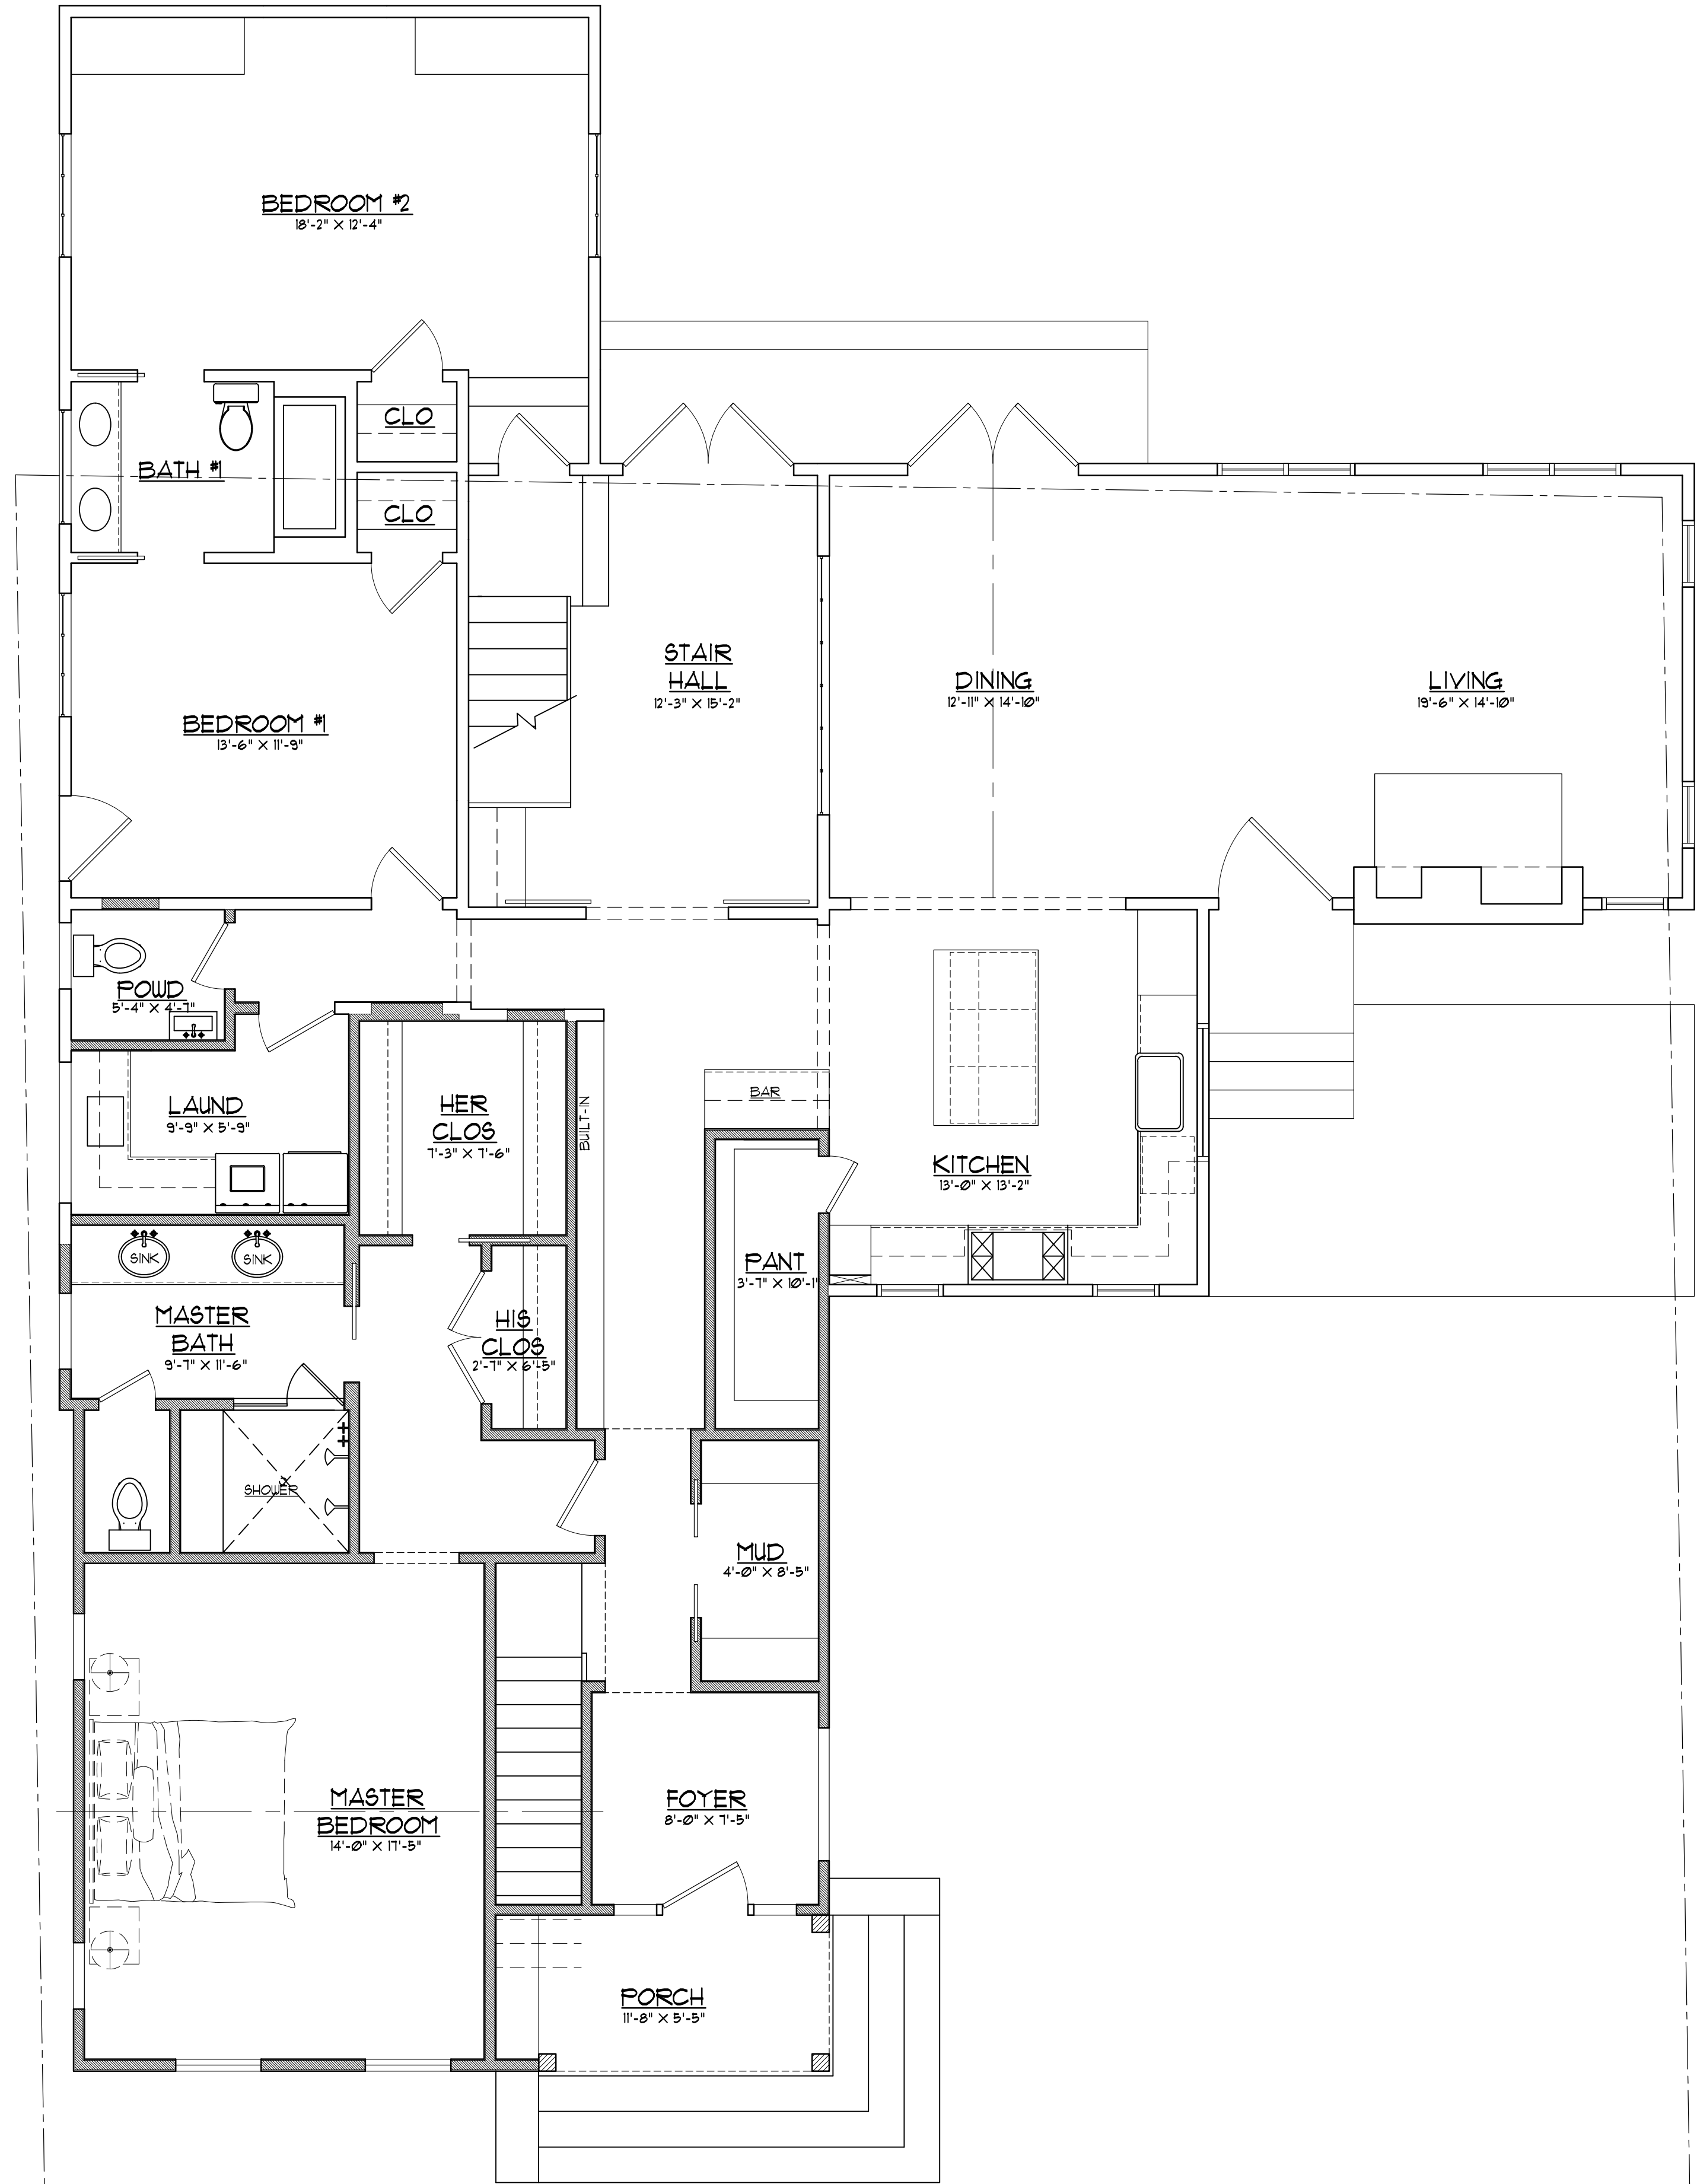 BEDROOM #2
18'-2" X 12'-4"
CLO
BATH #1
CLO
STAIR
HALL
12'-3" X 15'-2"
DINING
12'-11" X 14'-10"
LIVING
19'-6" X 14'-10"
BEDROOM #1
13'-6" X 11'-9"
POWD
5'-4" X 4'-7"
LAUND
9'-9" X 5'-9"
HER
CLOS
7'-3" X 7'-6"
BUILT-IN
BAR
KITCHEN
13'-0" X 13'-2"
SINK
SINK
PANT
3'-7" X 10'-1"
MASTER
BATH
9'-7" X 11'-6"
HIS
CLOS
2'-7" X 6'-5"
SHOWER
MUD
4'-0" X 8'-5"
MASTER
BEDROOM
14'-0" X 17'-5"
FOYER
8'-0" X 7'-5"
PORCH
11'-8" X 5'-5"